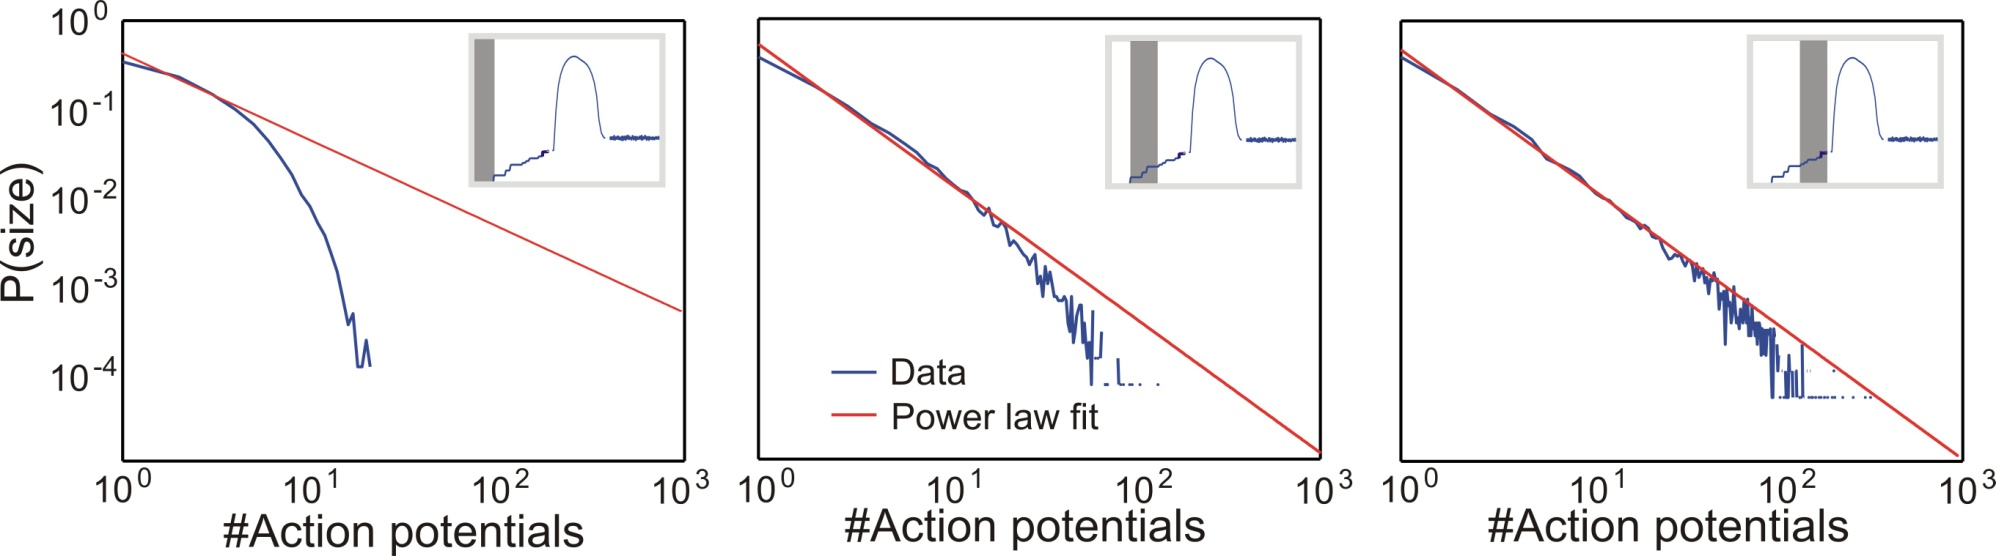 10^0
10^-1
10^-2
10^-3
10^-4
P(size)
Data
Power law fit
10^0 10^1 10^2 10^3
10^0 10^1 10^2 10^3
10^0 10^1 10^2 10^3
#Action potentials
#Action potentials
#Action potentials